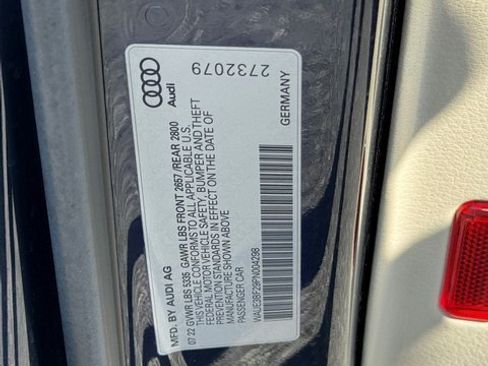 Audi
2732079
MFD. BY AUDI AG
07 22 GVWR LBS 5335 GAWR LBS FRONT 2657 /REAR 2800
THIS VEHICLE CONFORMS TO ALL APPLICABLE U.S.
FEDERAL MOTOR VEHICLE SAFETY, BUMPER AND THEFT
PREVENTION STANDARDS IN EFFECT ON THE DATE OF
MANUFACTURE SHOWN ABOVE
PASSENGER CAR
WAUE3BF29PN004298
GERMANY